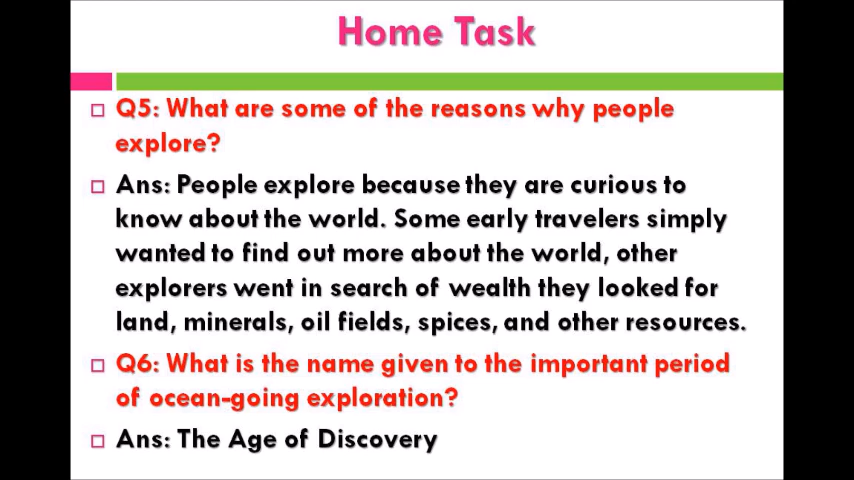 Home Task
Q5: What are some of the reasons why people
explore?
Ans: People explore because they are curious to
know about the world. Some early travelers simply
wanted to find out more about the world, other
explorers went in search of wealth they looked for
land, minerals, oil fields, spices, and other resources.
Q6: What is the name given to the important period
of ocean-going exploration?
Ans: The Age of Discovery